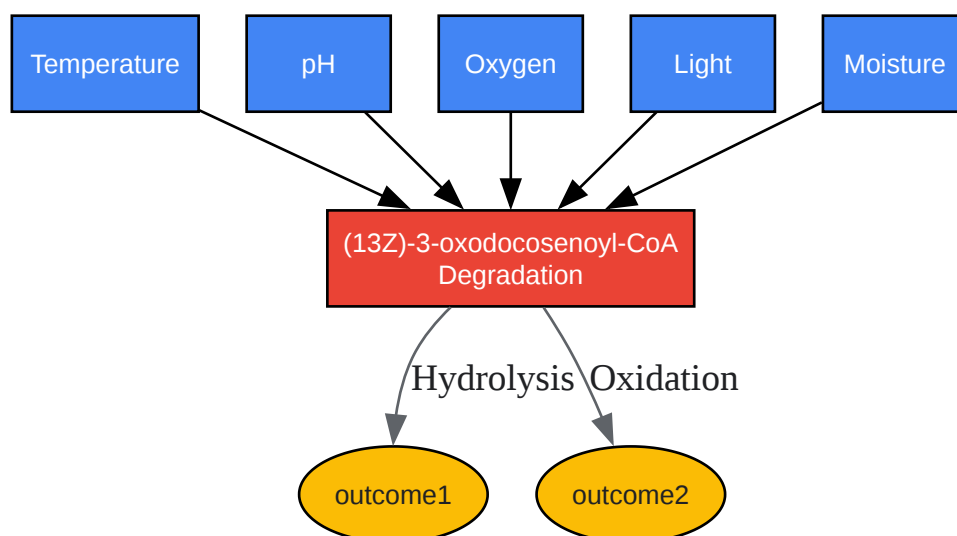 Temperature
pH
Oxygen
Light
Moisture
(13Z)-3-oxodocosenoyl-CoA
Degradation
Hydrolysis
Oxidation
outcome1
outcome2